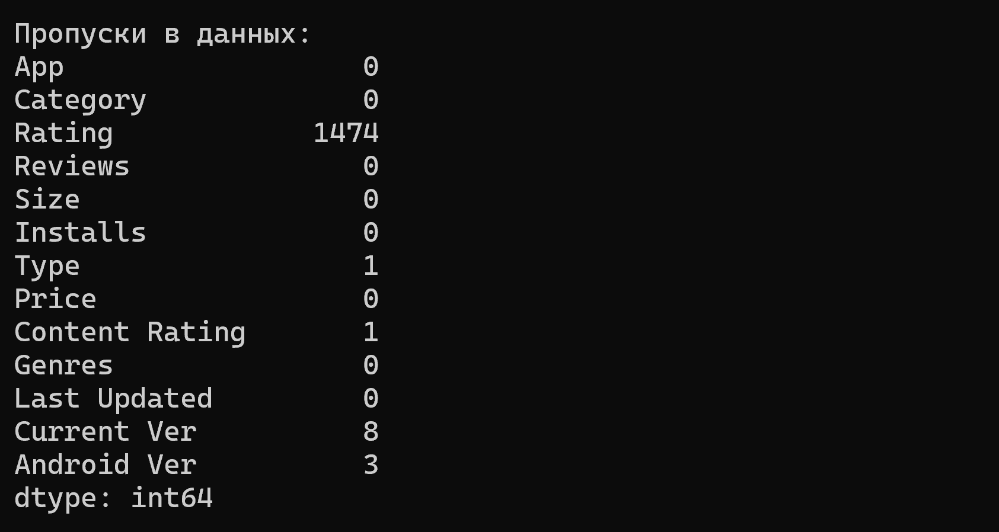 Пропуски в данных:
App 0
Category 0
Rating 1474
Reviews 0
Size 0
Installs 0
Type 1
Price 0
Content Rating 1
Genres 0
Last Updated 0
Current Ver 8
Android Ver 3
dtype: int64